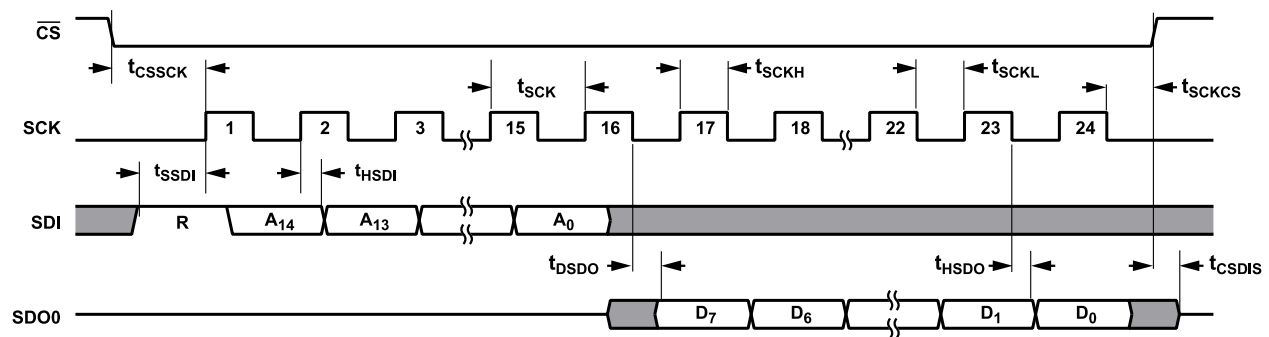 CS
tCSSCK
tSCK
tSCKH
tSCKL
tSCKCS
SCK 1 2 3 15 16 17 18 22 23 24
tSSDI
tHSDI
SDI R A14 A13 A0
tDSDO
tHSDO
tCSDIS
SDO0 D7 D6 D1 D0